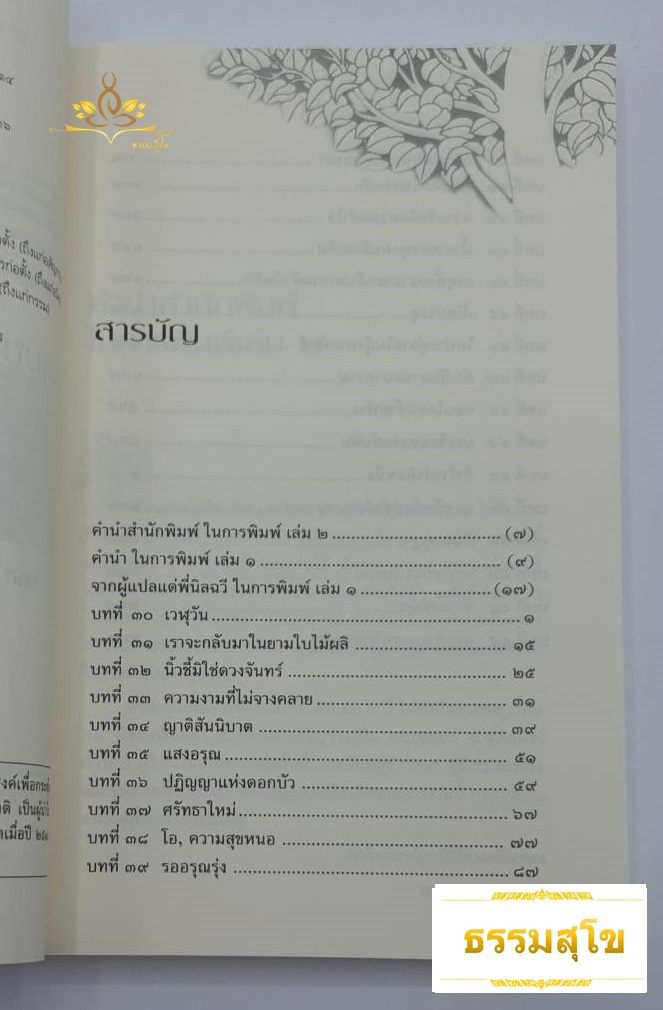 ธรรมสุโข
สารบัญ
คำนำสำนักพิมพ์ ในการพิมพ์ เล่ม ๒ (๗)
คำนำ ในการพิมพ์ เล่ม ๑ (๙)
จากผู้แปลแด่พี่นิลฉวี ในการพิมพ์ เล่ม ๑ (๑๗)
บทที่ ๓๐ เวฬุวัน ๑
บทที่ ๓๑ เราจะกลับมาในยามใบไม้ผลิ ๑๕
บทที่ ๓๒ นิ้วชี้มิใช่ดวงจันทร์ ๒๕
บทที่ ๓๓ ความงามที่ไม่จางคลาย ๓๑
บทที่ ๓๔ ญาติสันนิบาต ๓๙
บทที่ ๓๕ แสงอรุณ ๕๑
บทที่ ๓๖ ปฏิญญาแห่งดอกบัว ๕๙
บทที่ ๓๗ ศรัทธาใหม่ ๖๗
บทที่ ๓๘ โอ, ความสุขหนอ ๗๗
บทที่ ๓๙ รออรุณรุ่ง ๘๗
ธรรมสุโข